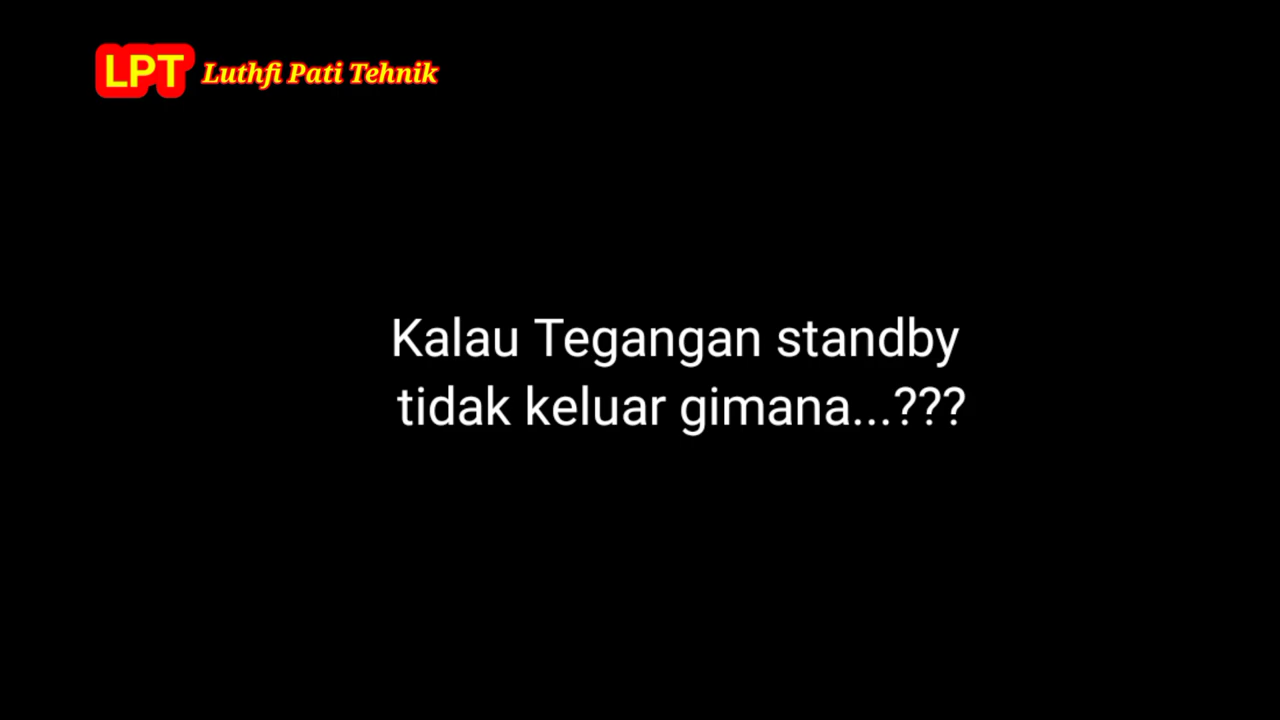 LPT Luthfi Pati Tehnik
Kalau Tegangan standby
tidak keluar gimana...???